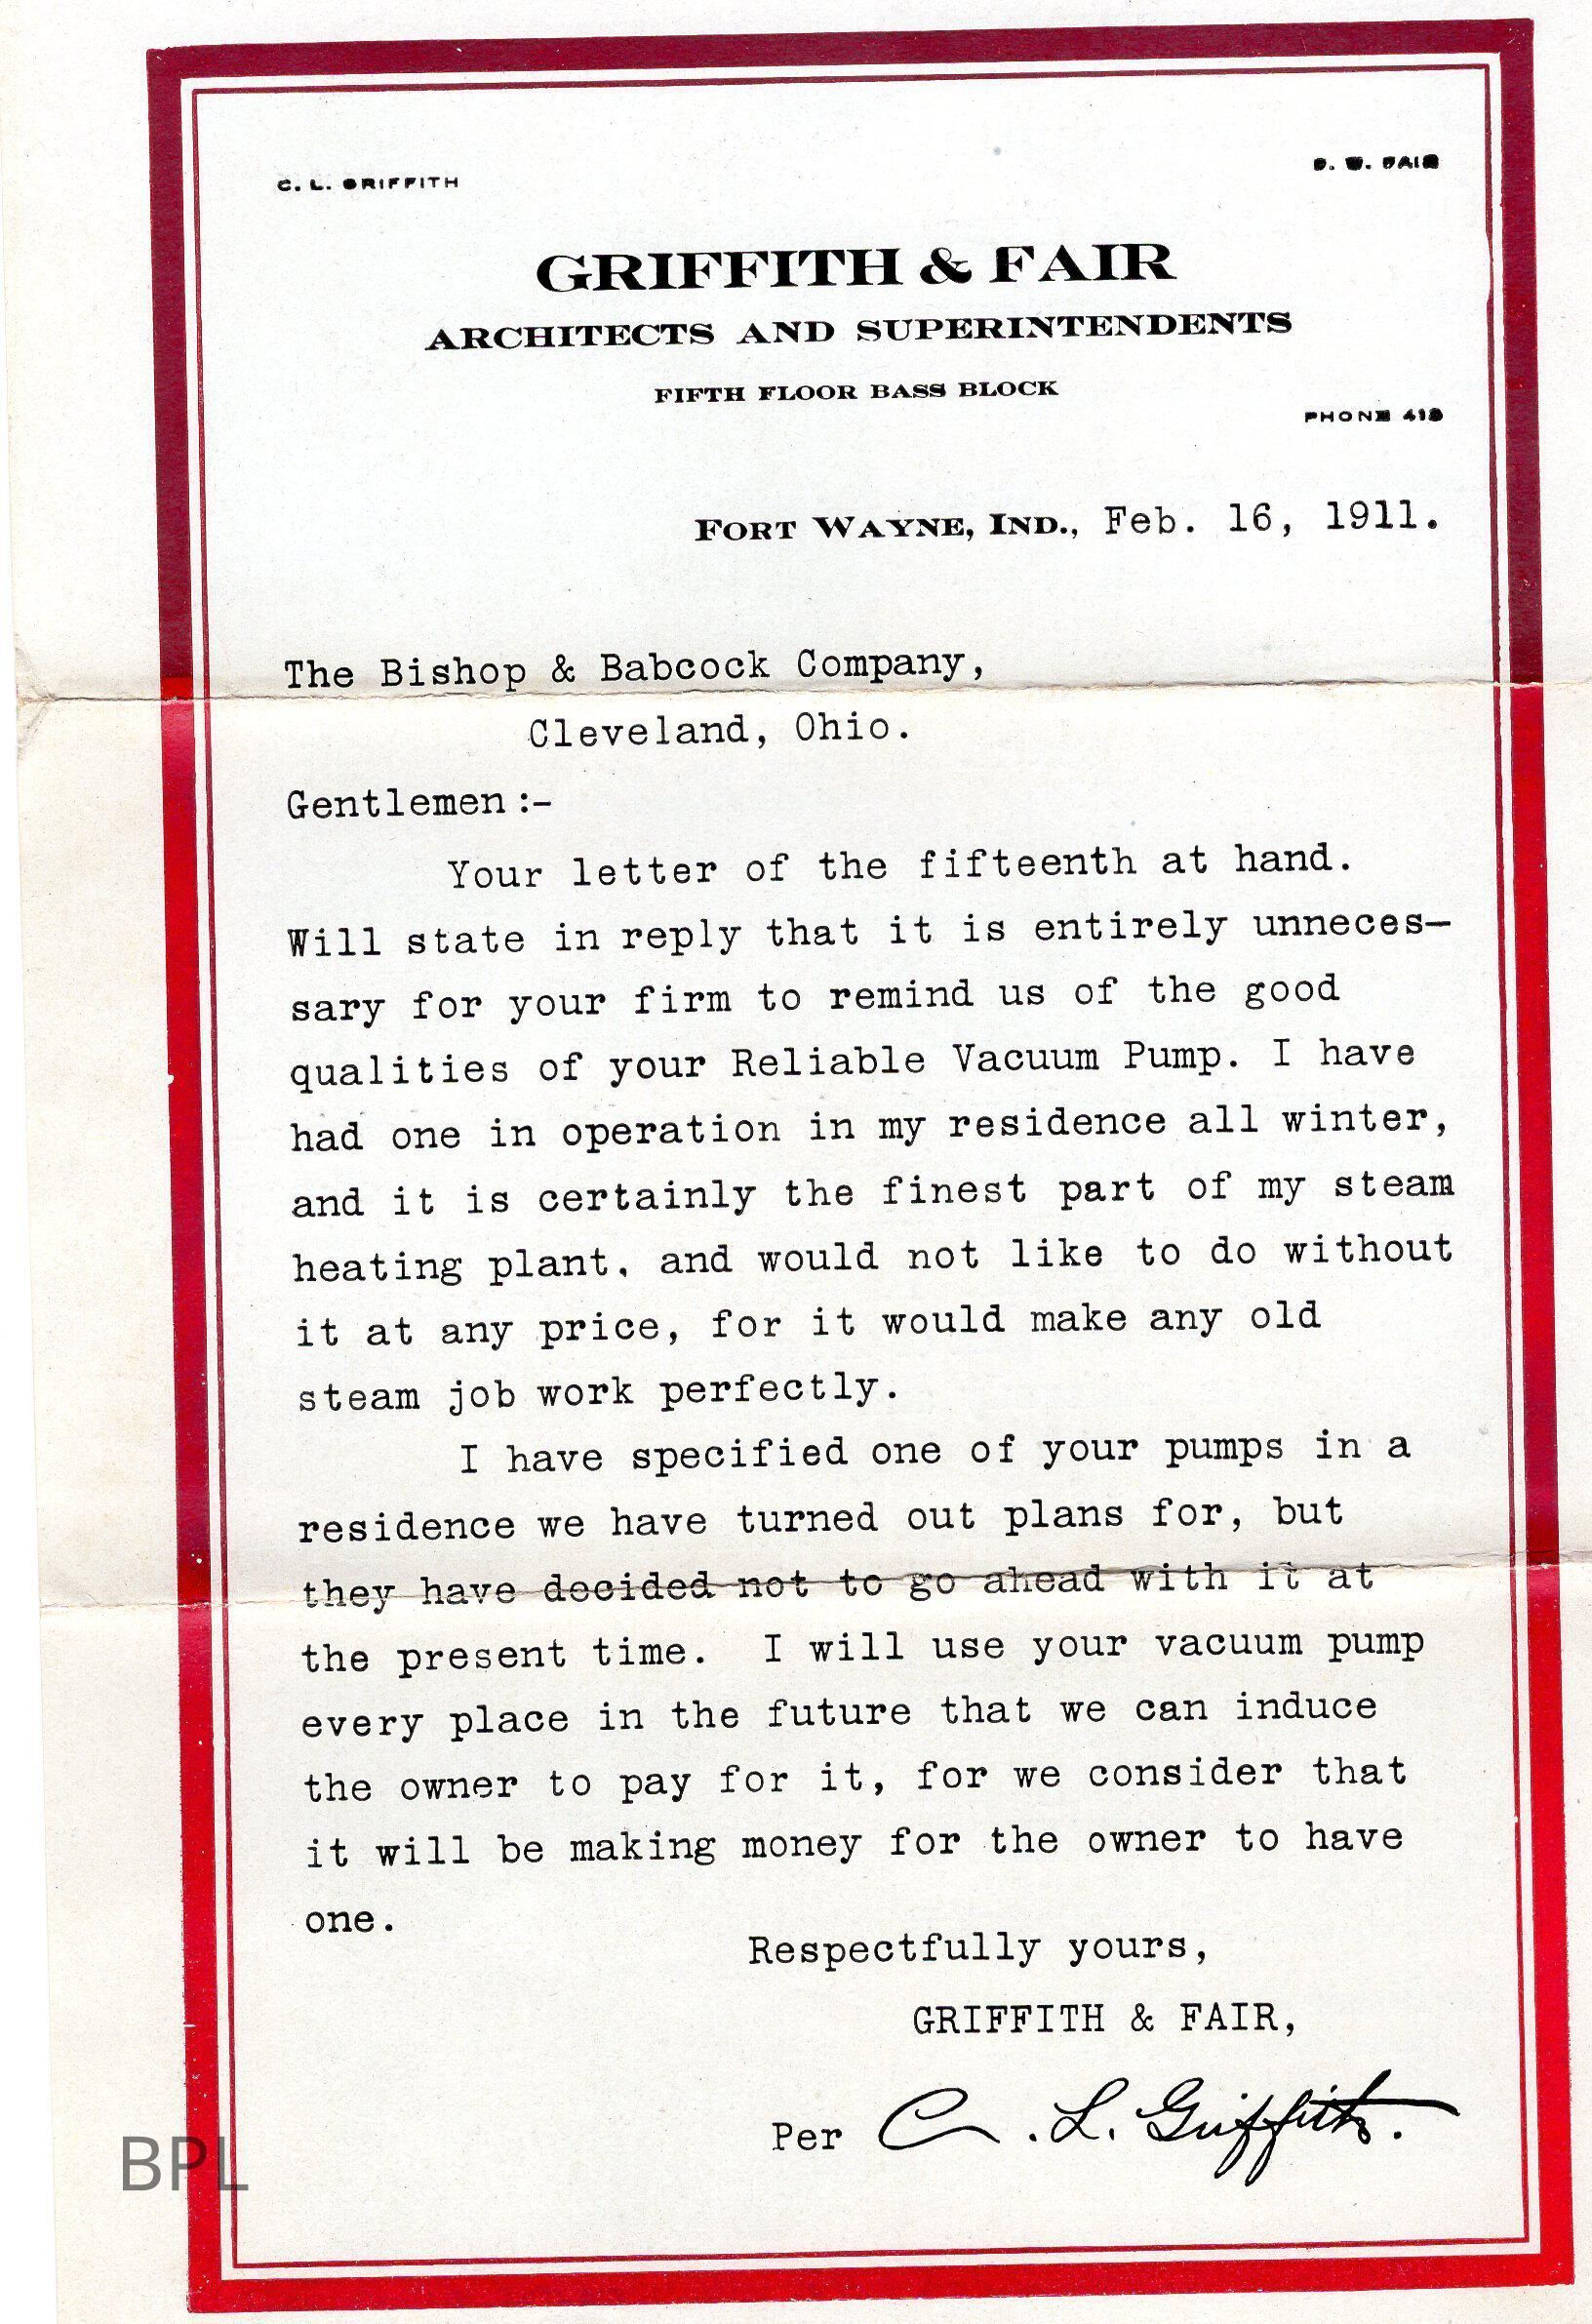 C. L. GRIFFITH
FAIR
GRIFFITH & FAIR
ARCHITECTS AND SUPERINTENDENTS
FIFTH FLOOR BASS BLOCK
PHONE
FORT WAYNE, IND., Feb. 16, 1911.
The Bishop & Babcock Company,
Cleveland, Ohio.
Gentlemen:-
Your letter of the fifteenth at hand.
Will state in reply that it is entirely unneces-
sary for your firm to remind us of the good
qualities of your Reliable Vacuum Pump. I have
had one in operation in my residence all winter,
and it is certainly the finest part of my steam
heating plant, and would not like to do without
it at any price, for it would make any old
steam job work perfectly.
I have specified one of your pumps in a
residence we have turned out plans for, but
they have decided not to go ahead with it at
the present time. I will use your vacuum pump
every place in the future that we can induce
the owner to pay for it, for we consider that
it will be making money for the owner to have
one.
Respectfully yours,
GRIFFITH & FAIR,
Per C. L. Griffith.
BPL